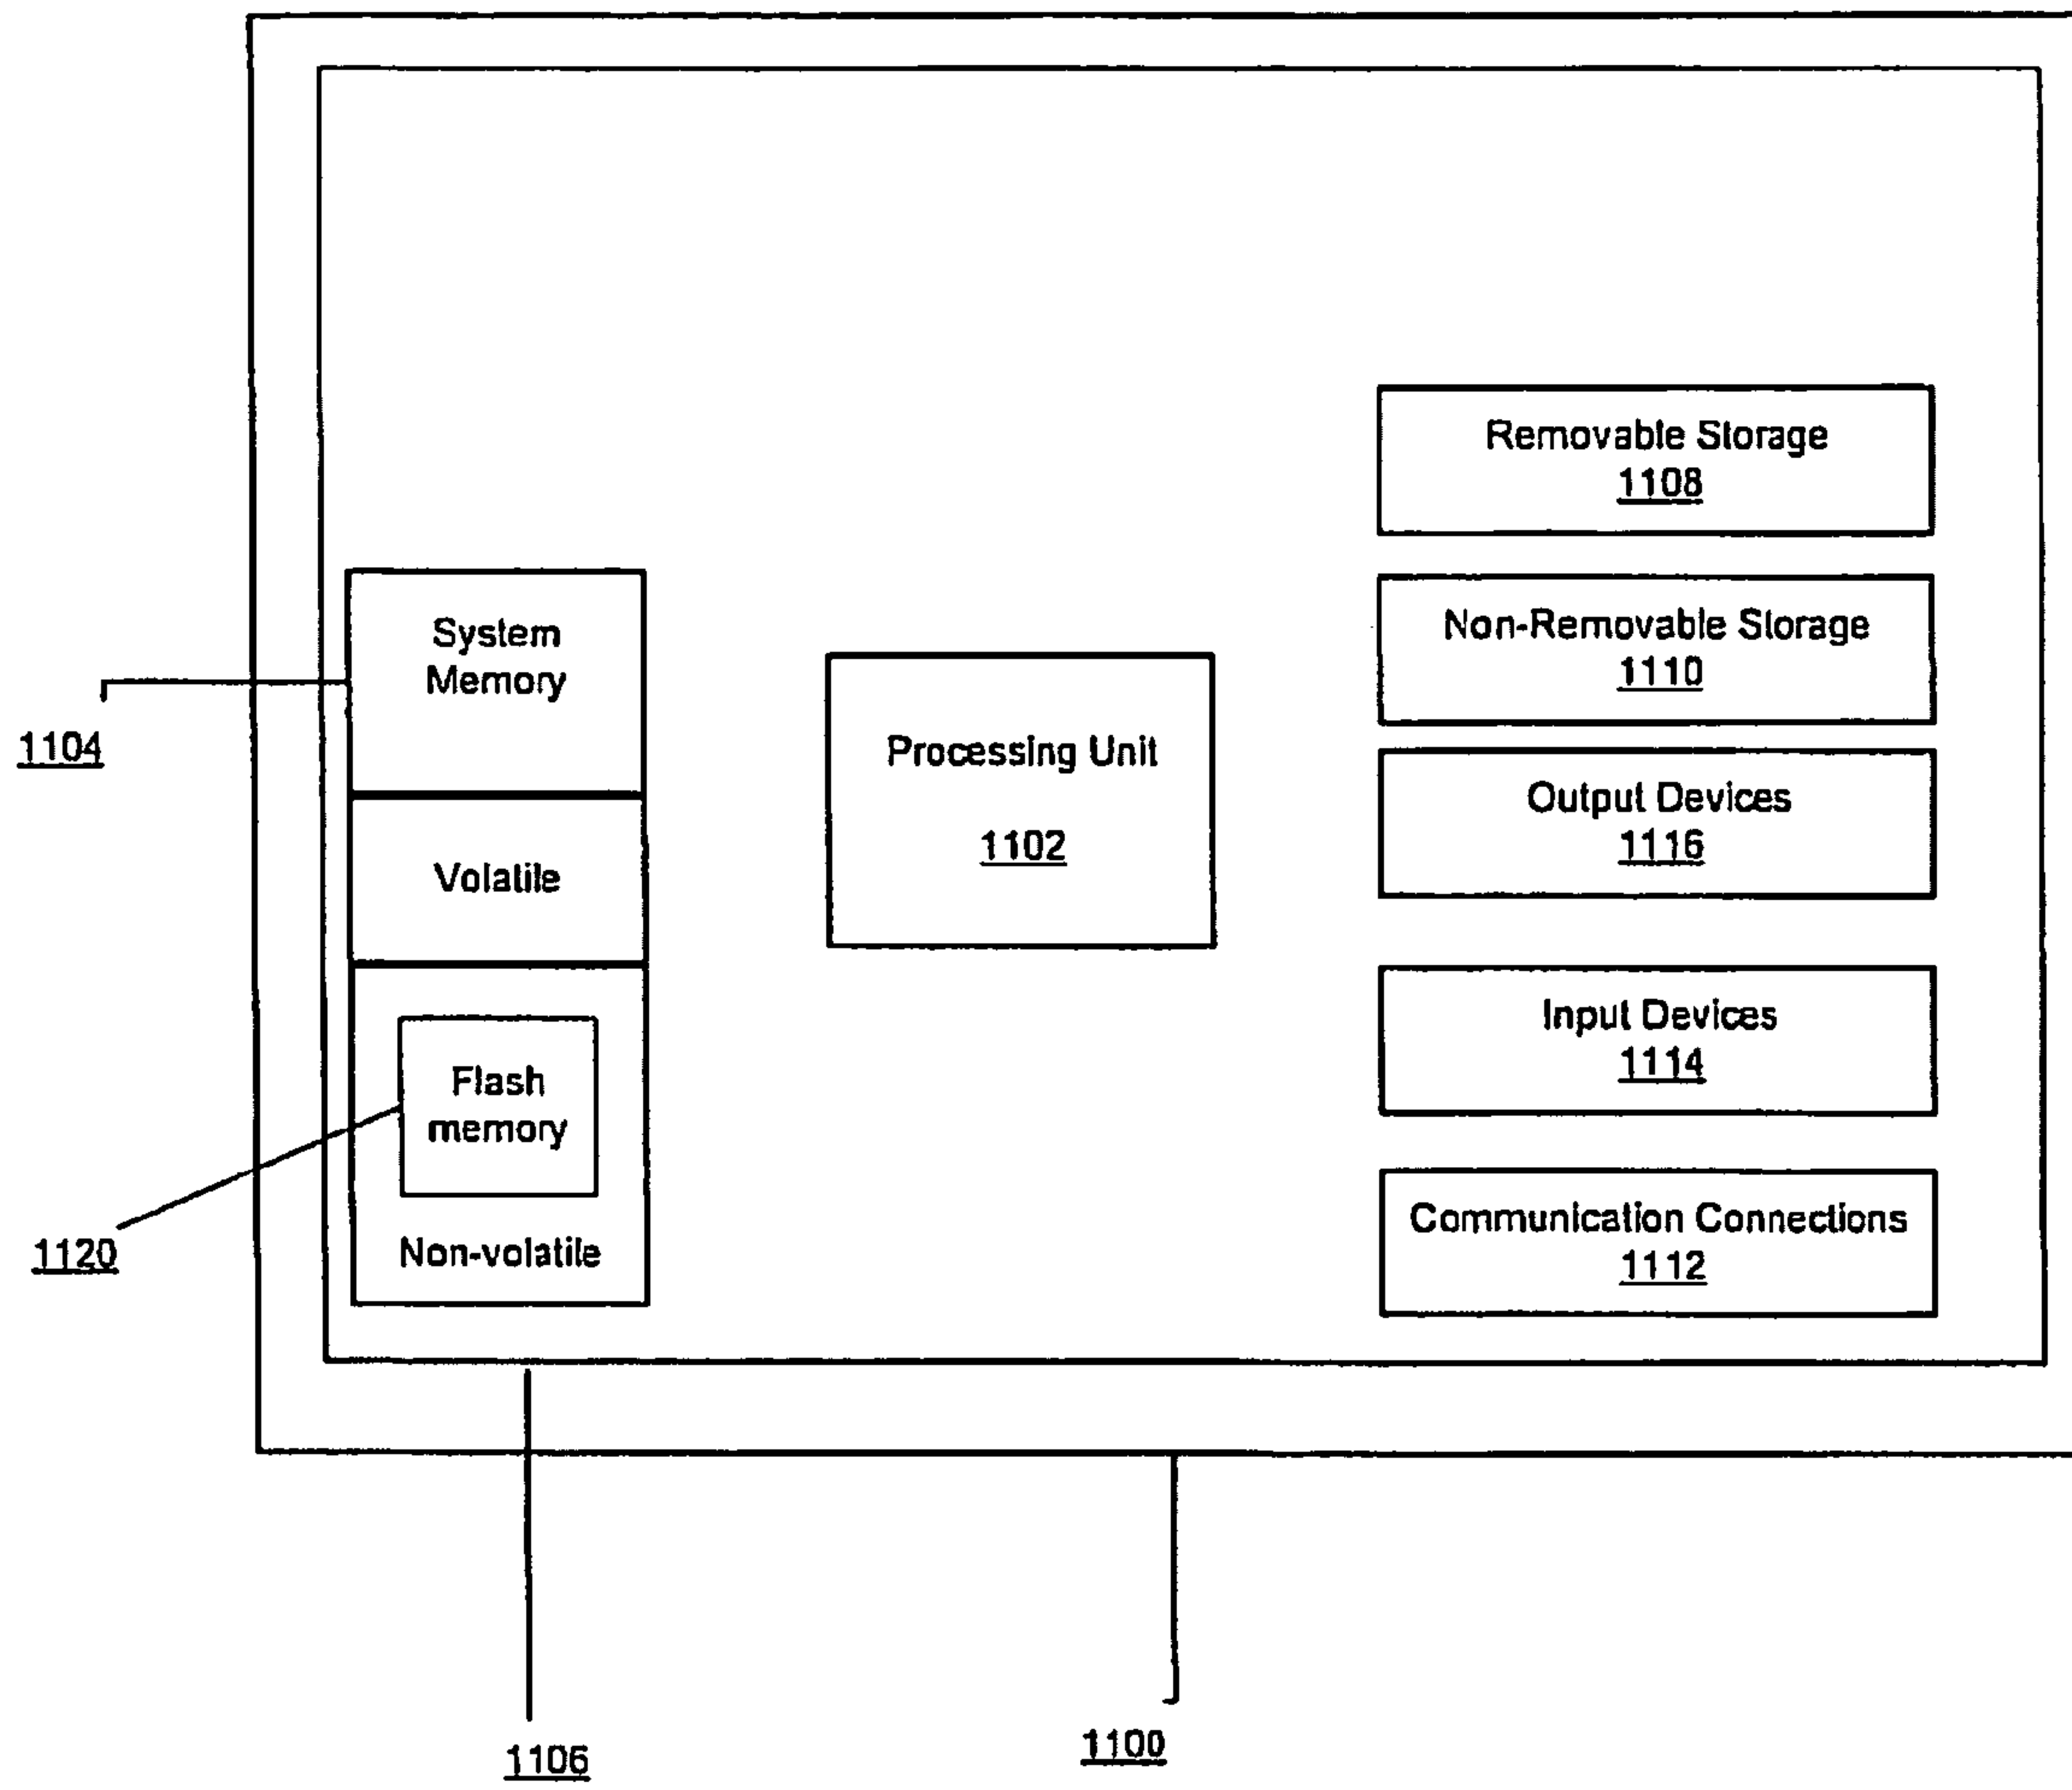 Removable Storage
1108
Non-Removable Storage
1110
System
Memory
1104
Processing Unit
1102
Output Devices
1116
Volatile
Input Devices
1114
Flash
memory
1120
Non-volatile
Communication Connections
1112
1106
1100